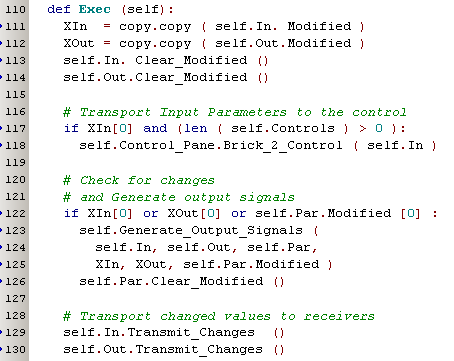 110 def Exec (self):
111 XIn  = copy.copy ( self.In. Modified )
112 XOut = copy.copy ( self.Out.Modified )
113 self.In. Clear_Modified ()
114 self.Out.Clear_Modified ()
115
116 # Transport Input Parameters to the control
117 if XIn[0] and (len ( self.Controls ) > 0 ):
118 self.Control_Pane.Brick_2_Control ( self.In )
119
120 # Check for changes
121 # and Generate output signals
122 if XIn[0] or XOut[0] or self.Par.Modified [0] :
123 self.Generate_Output_Signals (
124 self.In, self.Out, self.Par,
125 XIn, XOut, self.Par.Modified )
126 self.Par.Clear_Modified ()
127
128 # Transport changed values to receivers
129 self.In.Transmit_Changes  ()
130 self.Out.Transmit_Changes ()